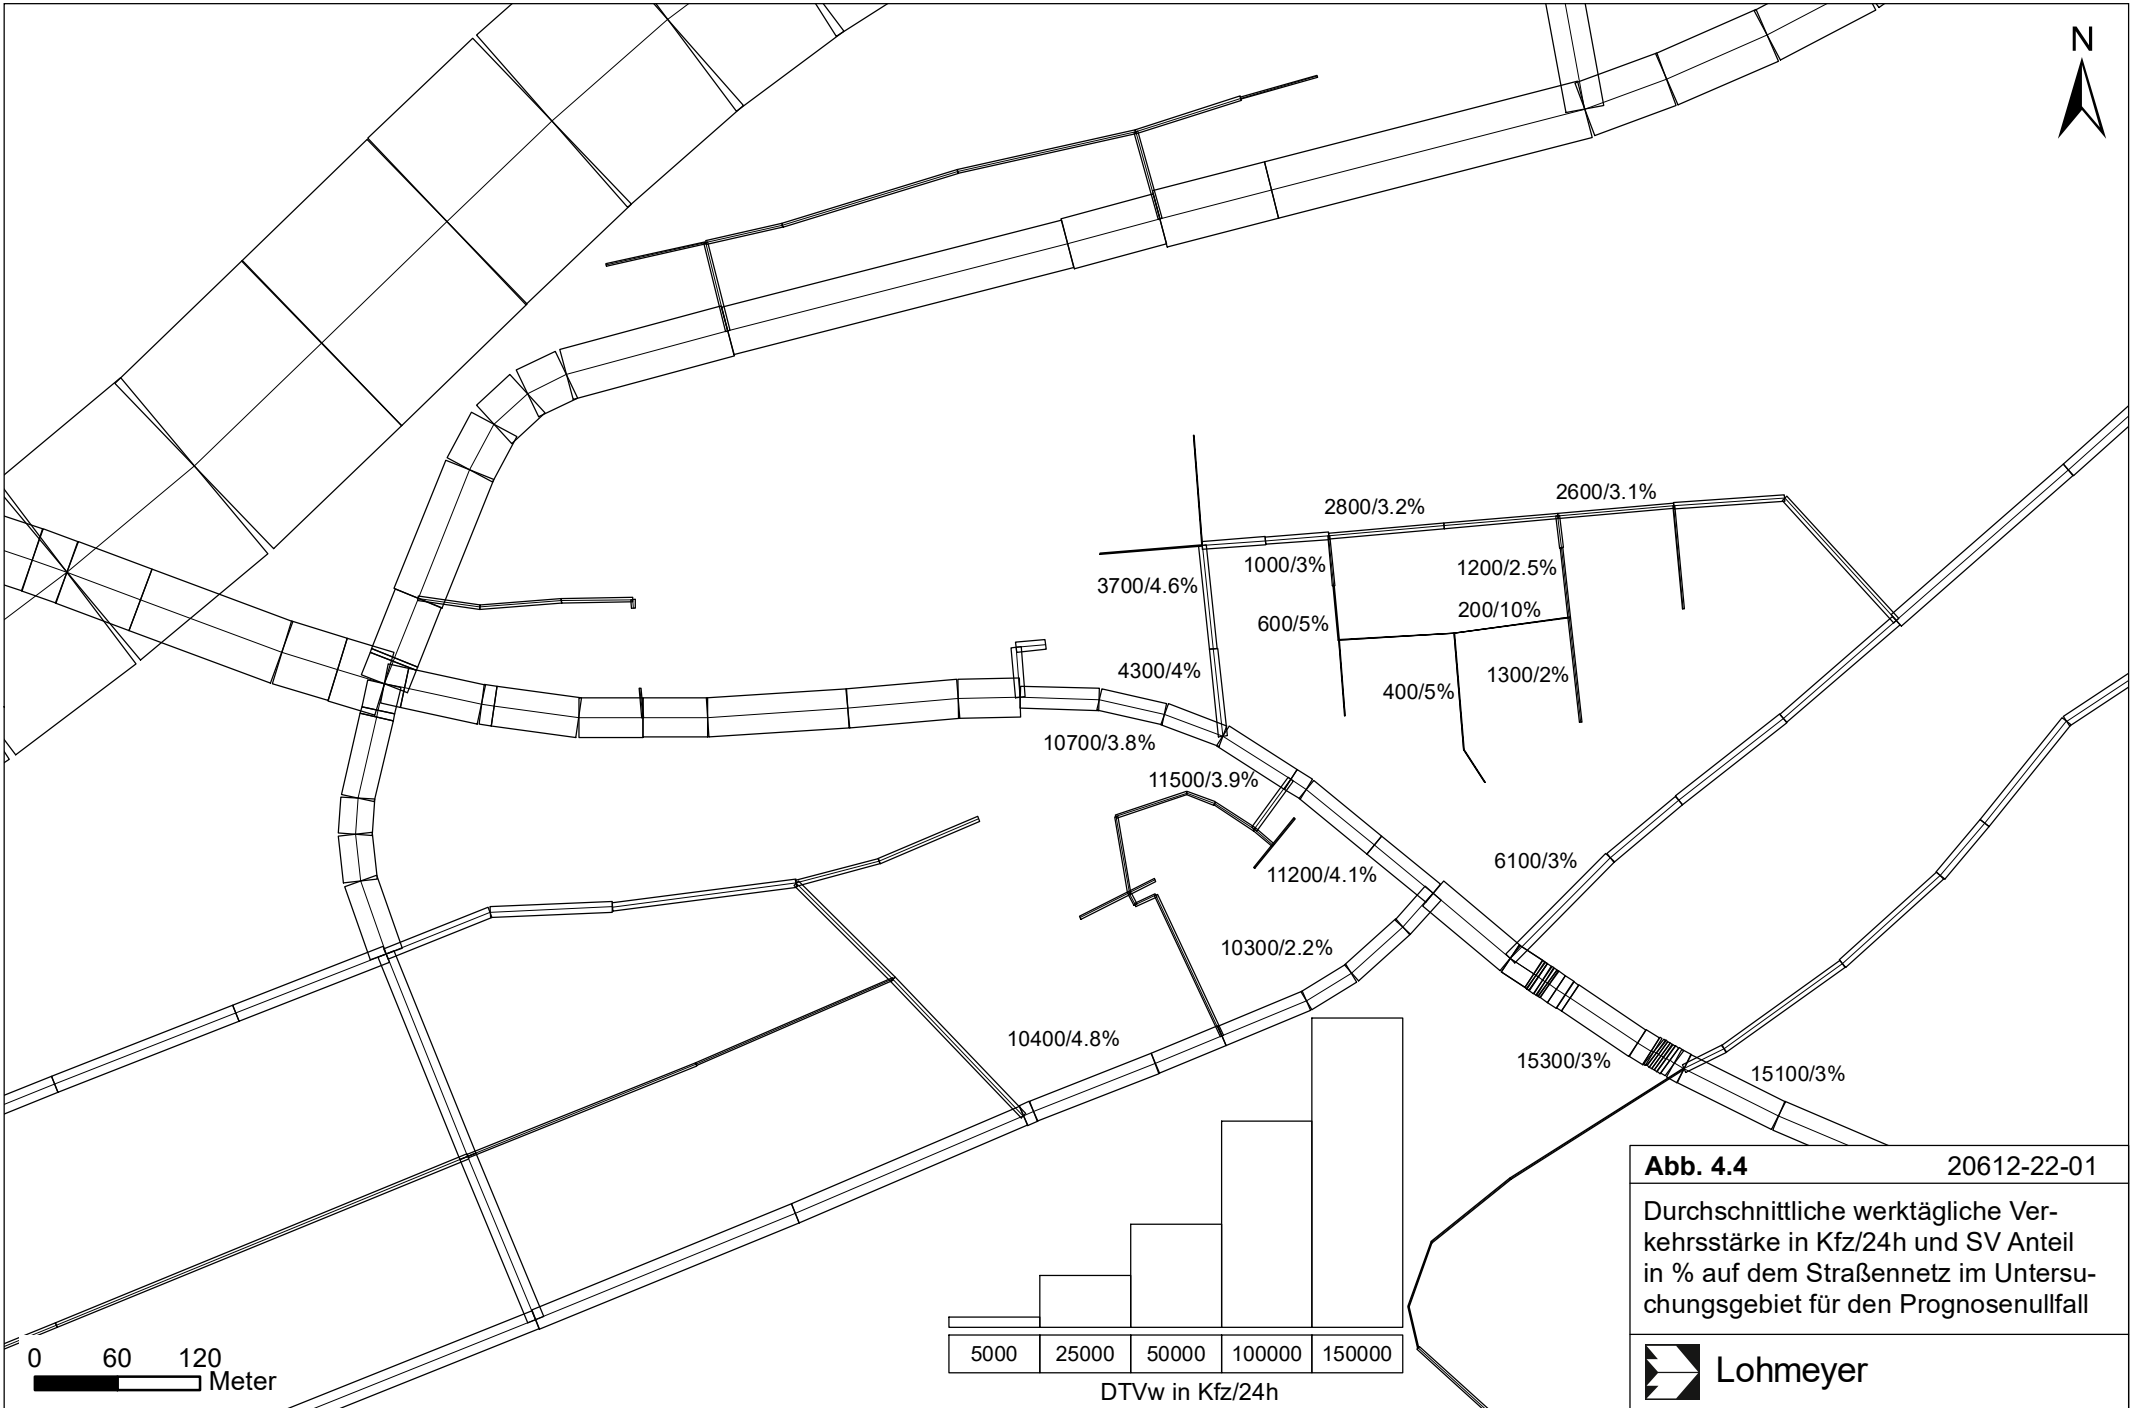 N
2800/3.2%
2600/3.1%
1000/3%
1200/2.5%
3700/4.6%
200/10%
600/5%
4300/4%
1300/2%
400/5%
10700/3.8%
11500/3.9%
6100/3%
11200/4.1%
10300/2.2%
10400/4.8%
15300/3%
15100/3%
0 60 120
Meter
5000 25000 50000 100000 150000
DTVw in Kfz/24h
Abb. 4.4 20612-22-01
Durchschnittliche werktägliche Ver-
kehrsstärke in Kfz/24h und SV Anteil
in % auf dem Straßennetz im Untersu-
chungsgebiet für den Prognosenullfall
Lohmeyer